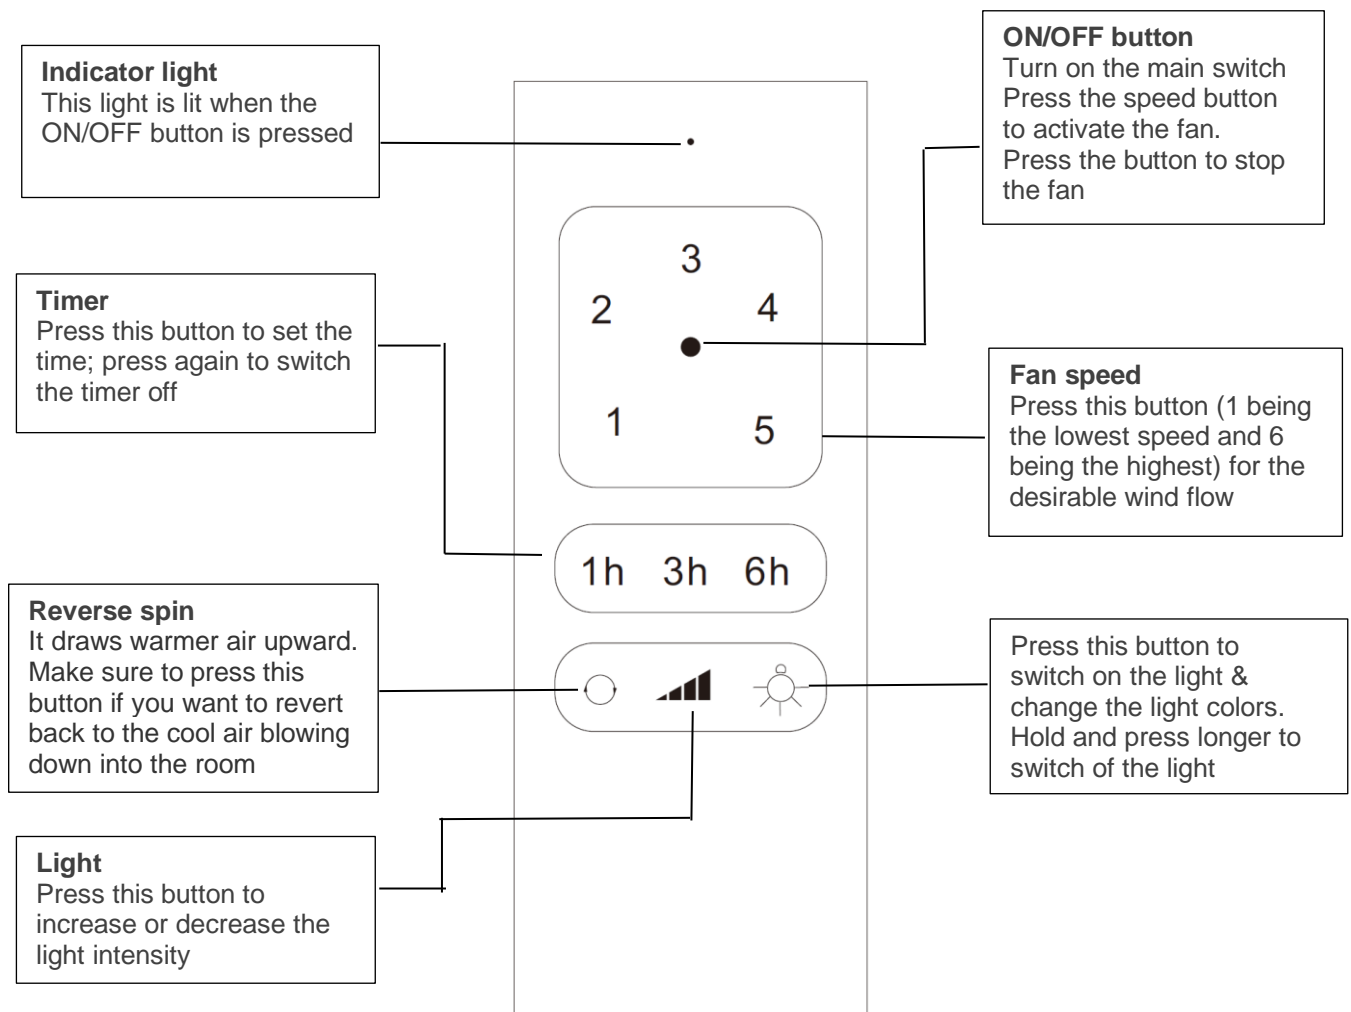 Indicator light
This light is lit when the
ON/OFF button is pressed
ON/OFF button
Turn on the main switch
Press the speed button
to activate the fan.
Press the button to stop
the fan
Timer
Press this button to set the
time; press again to switch
the timer off
3
2
4
1
5
Fan speed
Press this button (1 being
the lowest speed and 6
being the highest) for the
desirable wind flow
1h 3h 6h
Reverse spin
It draws warmer air upward.
Make sure to press this
button if you want to revert
back to the cool air blowing
down into the room
Press this button to
switch on the light &
change the light colors.
Hold and press longer to
switch of the light
Light
Press this button to
increase or decrease the
light intensity